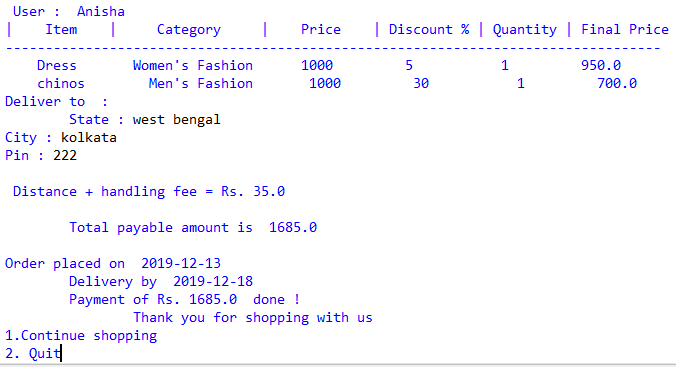 User :  Anisha
|    Item    |     Category     |    Price    | Discount % | Quantity | Final Price
----------------------------------------------------------------------------------
Dress       Women's Fashion      1000         5           1         950.0
chinos        Men's Fashion       1000         30           1         700.0
Deliver to  :
State : west bengal
City : kolkata
Pin : 222
Distance + handling fee = Rs. 35.0
Total payable amount is  1685.0
Order placed on  2019-12-13
Delivery by  2019-12-18
Payment of Rs. 1685.0  done !
Thank you for shopping with us
1.Continue shopping
2. Quit